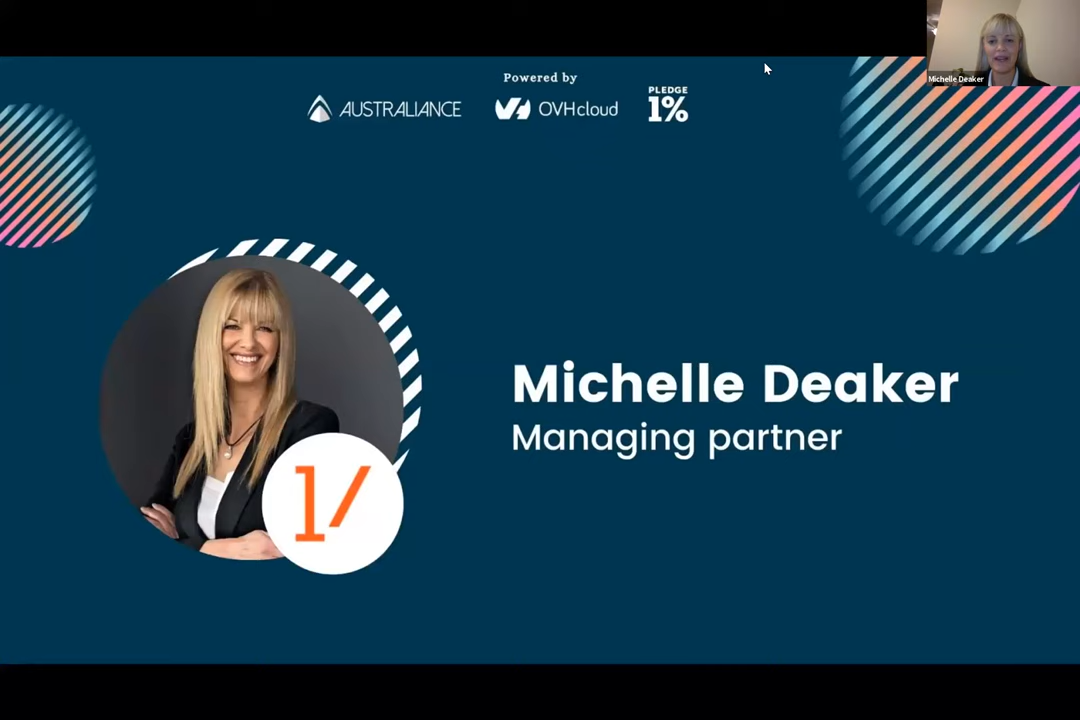 Powered by
AUSTRALIANCE
OVHcloud
PLEDGE
1%
Michelle Deaker
Michelle Deaker
Managing partner
1/